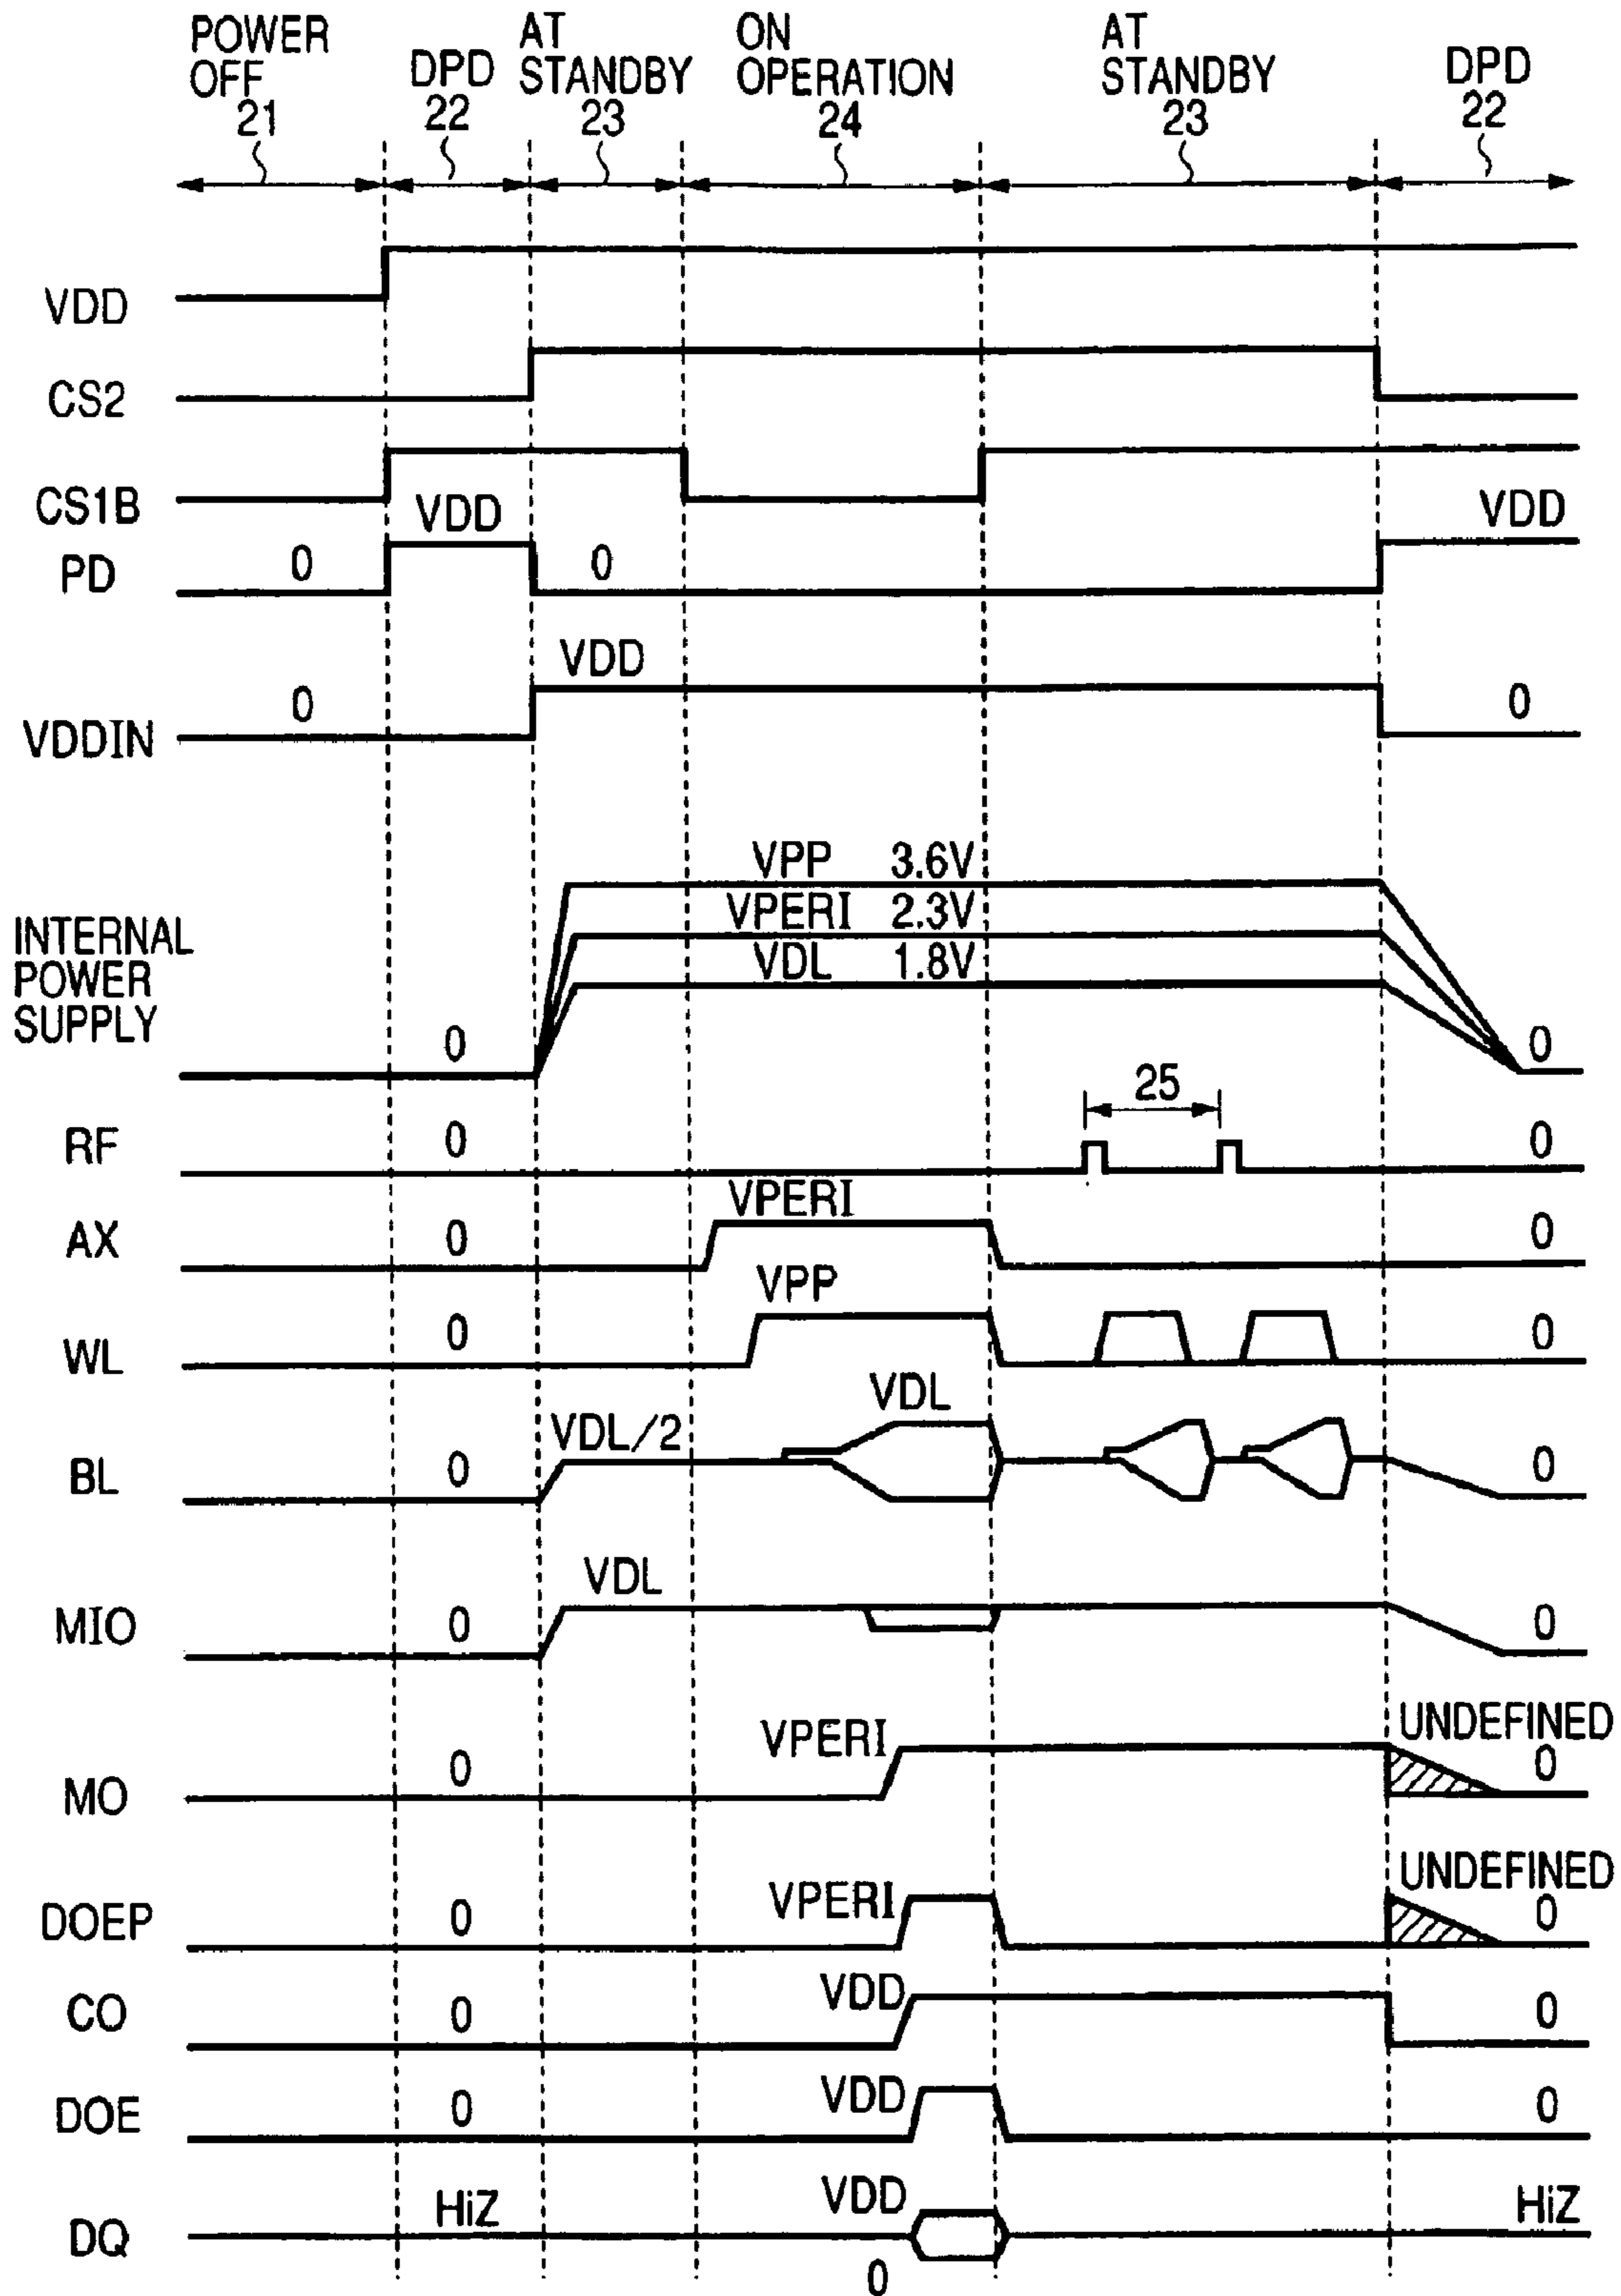 POWER
OFF
21
DPD
22
AT
STANDBY
23
ON
OPERATION
24
AT
STANDBY
23
DPD
22
VDD
CS2
CS1B
VDD
VDD
PD
0
0
VDD
VDDIN
0
0
VPP 3.6V
VPERI 2.3V
VDL 1.8V
INTERNAL
POWER
SUPPLY
0
0
25
RF
0
0
VPERI
AX
0
0
VPP
WL
0
0
VDL
VDL/2
BL
0
0
VDL
MIO
0
0
VPERI
UNDEFINED
MO
0
0
VPERI
UNDEFINED
DOEP
0
0
VDD
CO
0
0
VDD
DOE
0
0
HiZ
VDD
HiZ
DQ
0